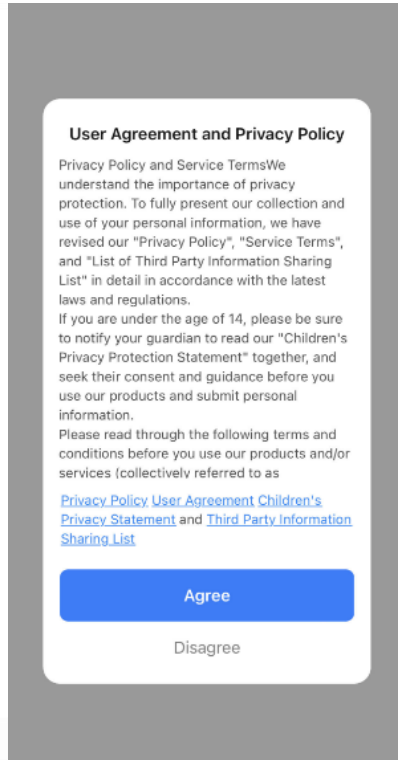 User Agreement and Privacy Policy
Privacy Policy and Service TermsWe
understand the importance of privacy
protection. To fully present our collection and
use of your personal information, we have
revised our "Privacy Policy", "Service Terms",
and "List of Third Party Information Sharing
List" in detail in accordance with the latest
laws and regulations.
If you are under the age of 14, please be sure
to notify your guardian to read our "Children's
Privacy Protection Statement" together, and
seek their consent and guidance before you
use our products and submit personal
information.
Please read through the following terms and
conditions before you use our products and/or
services (collectively referred to as
Privacy Policy User Agreement Children's
Privacy Statement and Third Party Information
Sharing List
Agree
Disagree